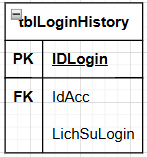 tblLoginHistory
PK IDLogin
FK IdAcc
LichSuLogin